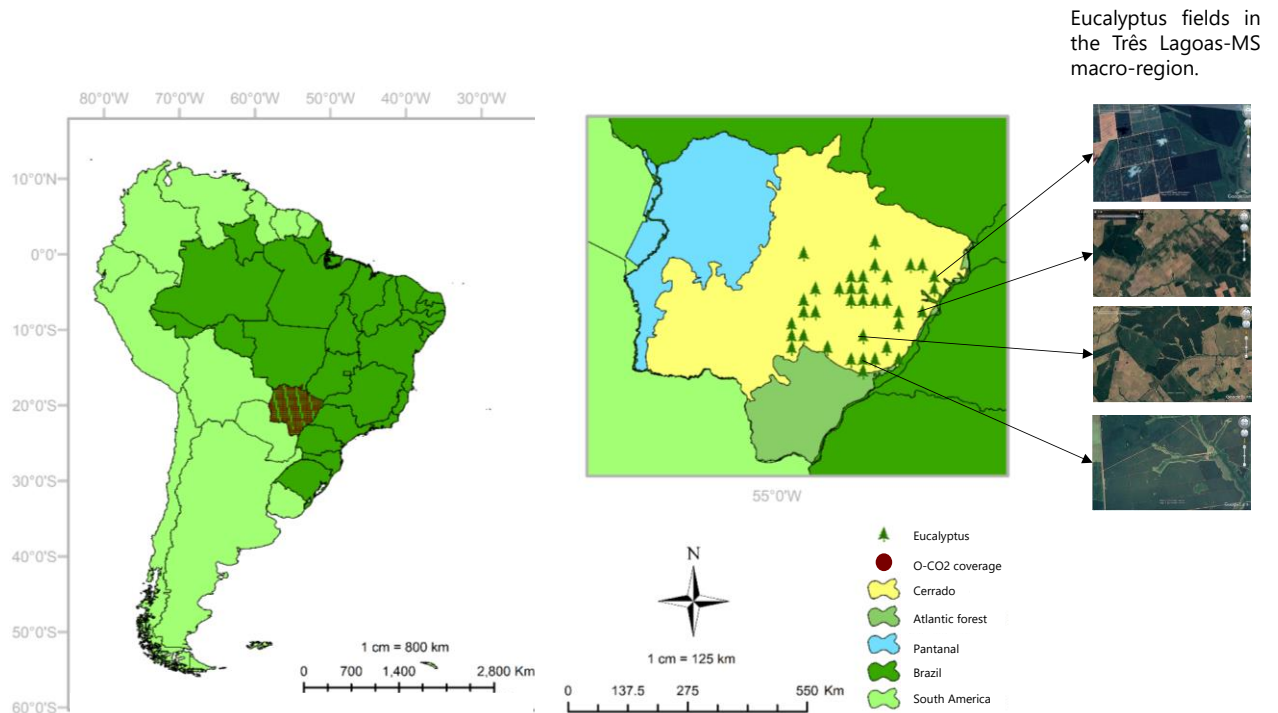 Eucalyptus fields in
the Três Lagoas-MS
macro-region.
80°0'W 70°0'W 60°0'W 50°0'W 40°0'W 30°0'W
10°0'N
0°0'
10°0'S
20°0'S
30°0'S
40°0'S
50°0'S
60°0'S
1 cm = 800 km
0 700 1,400 2,800 Km
55°0'W
N
1 cm = 125 km
0 137.5 275 550 Km
Eucalyptus
O-CO2 coverage
Cerrado
Atlantic forest
Pantanal
Brazil
South America